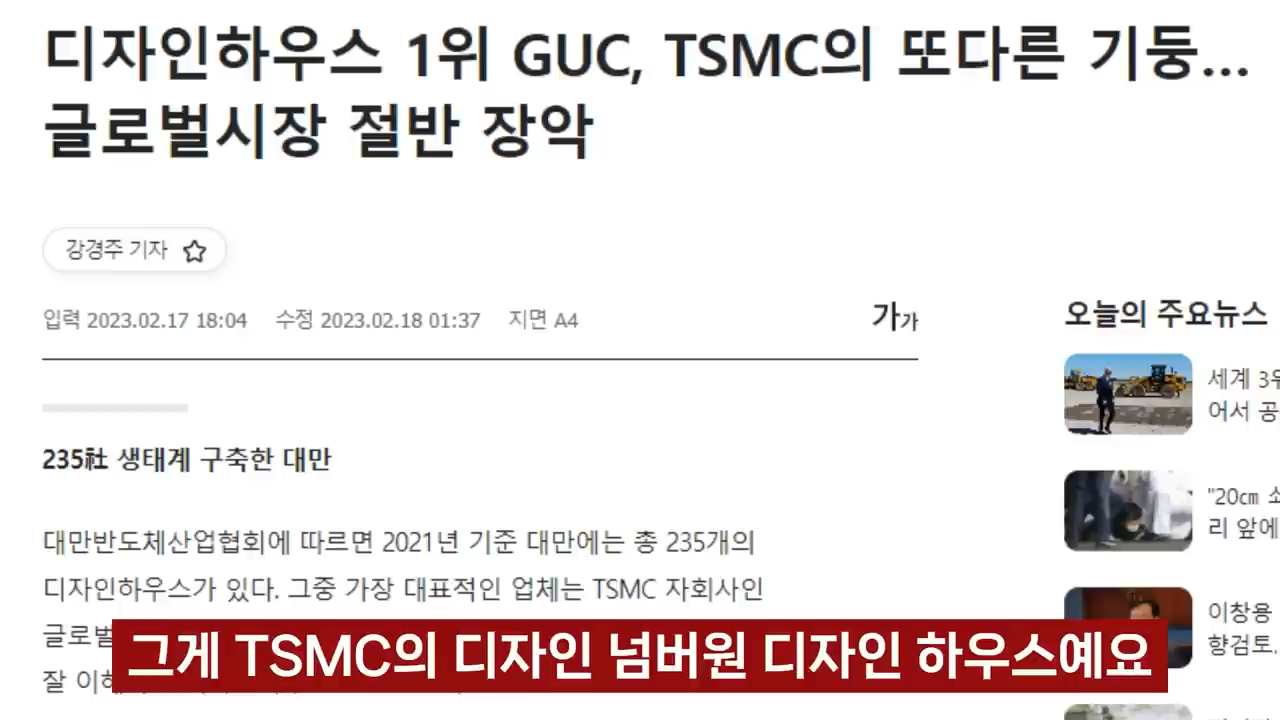 디자인하우스 1위 GUC, TSMC의 또다른 기둥...
글로벌시장 절반 장악
강경주 기자
입력 2023.02.17 18:04 수정 2023.02.18 01:37 지면 A4
가가
오늘의 주요뉴스
세계 3위
어서 공
"20㎝ 소
리 앞에
이창용
향검토.
235社 생태계 구축한 대만
대만반도체산업협회에 따르면 2021년 기준 대만에는 총 235개의
디자인하우스가 있다. 그중 가장 대표적인 업체는 TSMC 자회사인
글로벌
잘 이해
그게 TSMC의 디자인 넘버원 디자인 하우스예요